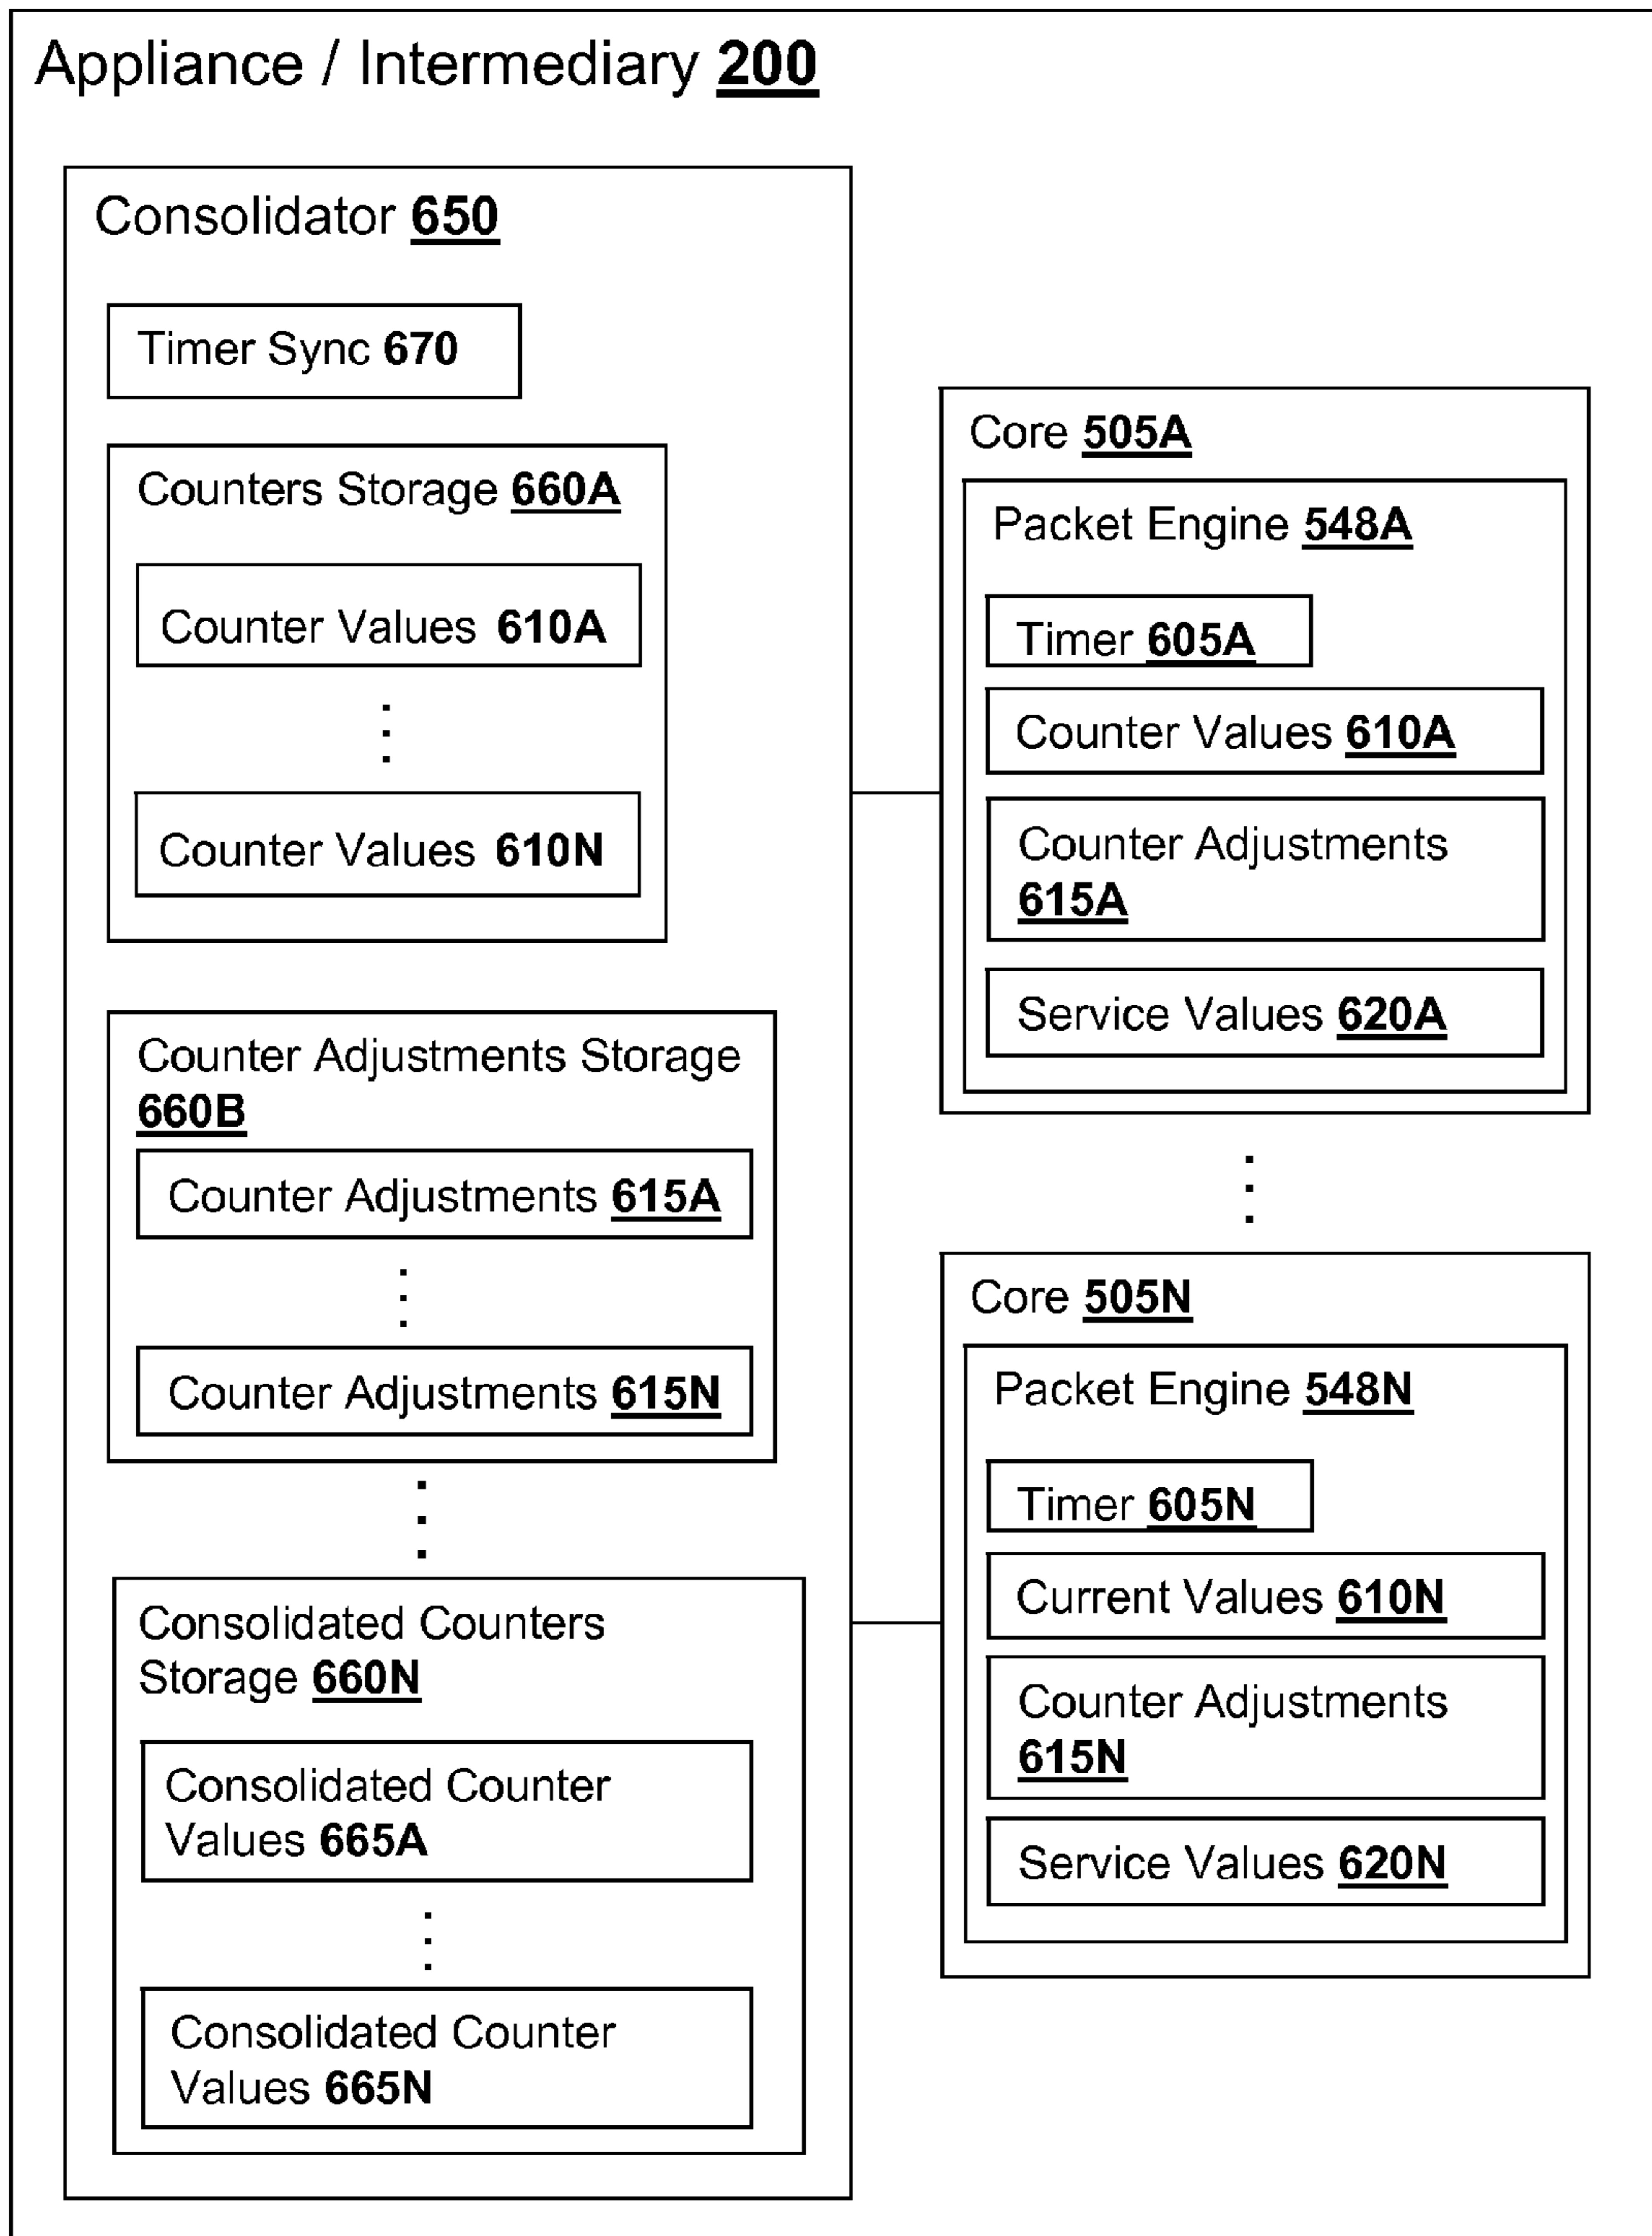 Appliance / Intermediary 200
Consolidator 650
Timer Sync 670
Counters Storage 660A
Counter Values 610A
Counter Values 610N
Counter Adjustments Storage
660B
Counter Adjustments 615A
Counter Adjustments 615N
Consolidated Counters
Storage 660N
Consolidated Counter
Values 665A
Consolidated Counter
Values 665N
Core 505A
Packet Engine 548A
Timer 605A
Counter Values 610A
Counter Adjustments
615A
Service Values 620A
Core 505N
Packet Engine 548N
Timer 605N
Current Values 610N
Counter Adjustments
615N
Service Values 620N